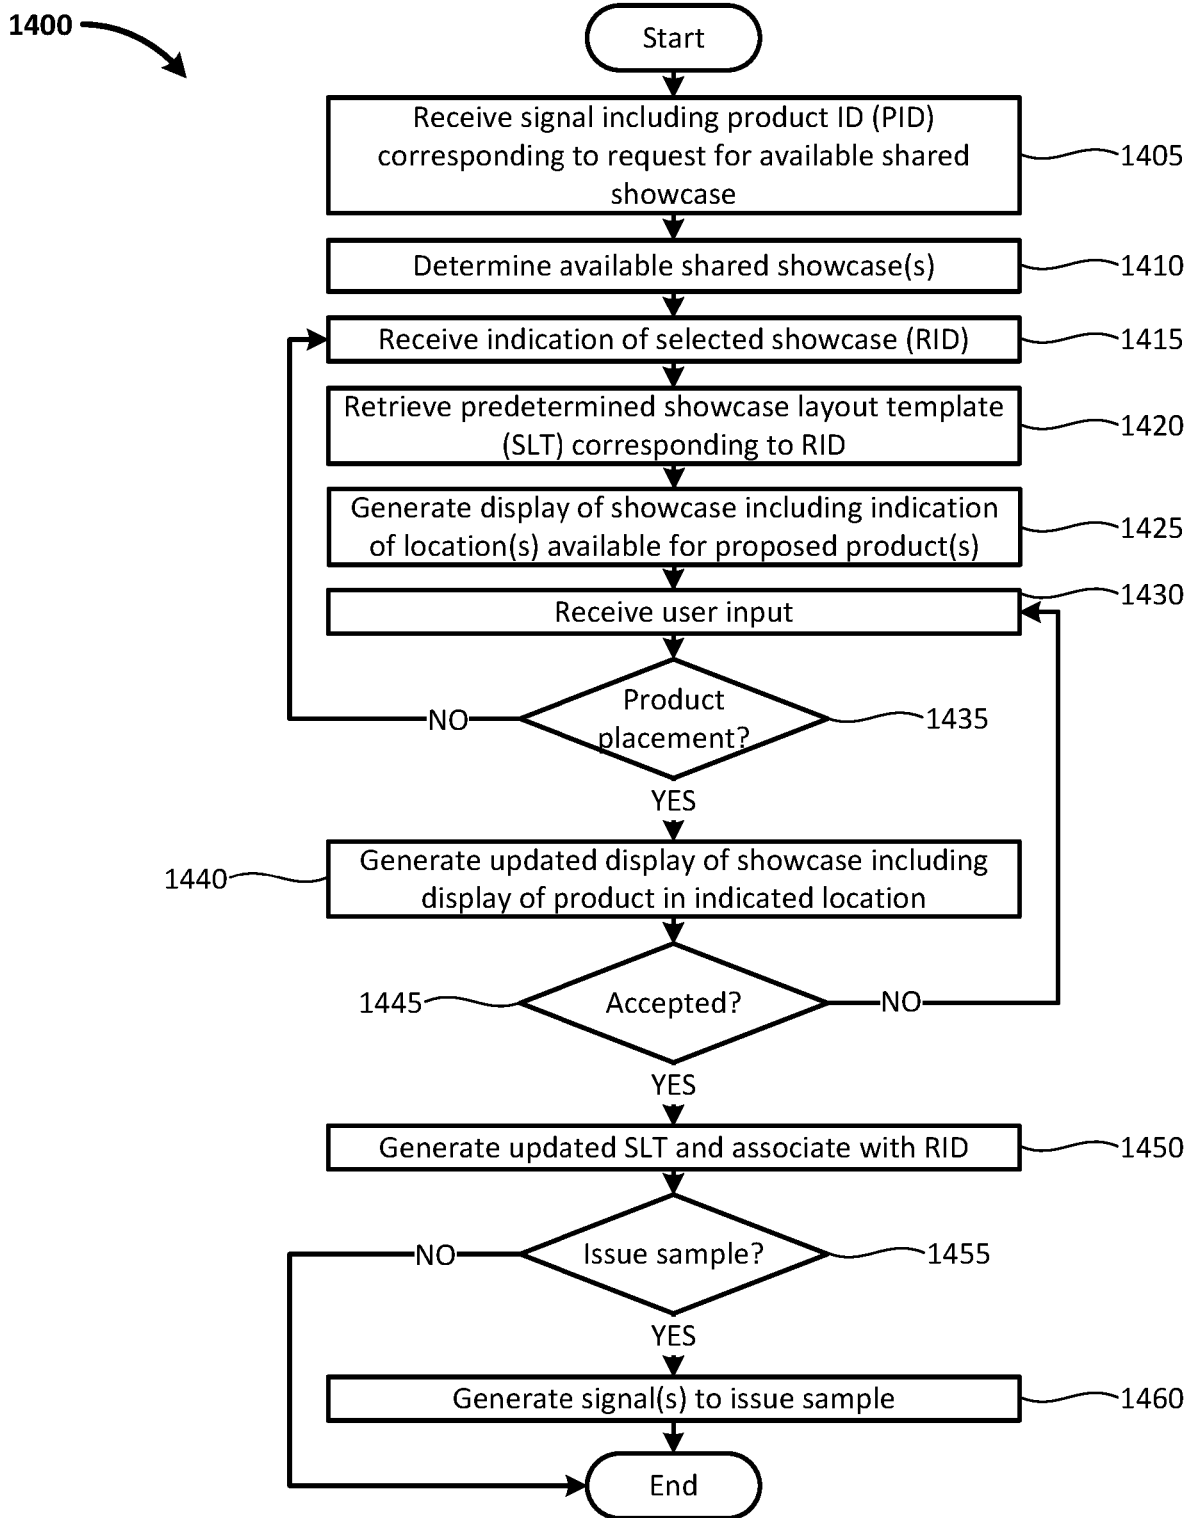 1400
Start
Receive signal including product ID (PID)
corresponding to request for available shared
showcase
1405
Determine available shared showcase(s)
1410
Receive indication of selected showcase (RID)
1415
Retrieve predetermined showcase layout template
(SLT) corresponding to RID
1420
Generate display of showcase including indication
of location(s) available for proposed product(s)
1425
1430
Receive user input
Product
placement?
1435
NO
YES
Generate updated display of showcase including
display of product in indicated location
1440
1445
Accepted?
NO
YES
Generate updated SLT and associate with RID
1450
NO
Issue sample?
1455
YES
Generate signal(s) to issue sample
1460
End